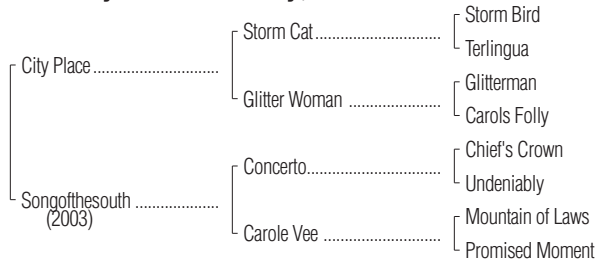 Storm Bird
Storm Cat
Terlingua
City Place
Glitterman
Glitter Woman
Carols Folly
Chief's Crown
Concerto
Undeniably
Songofthesouth
(2003)
Mountain of Laws
Carole Vee
Promised Moment